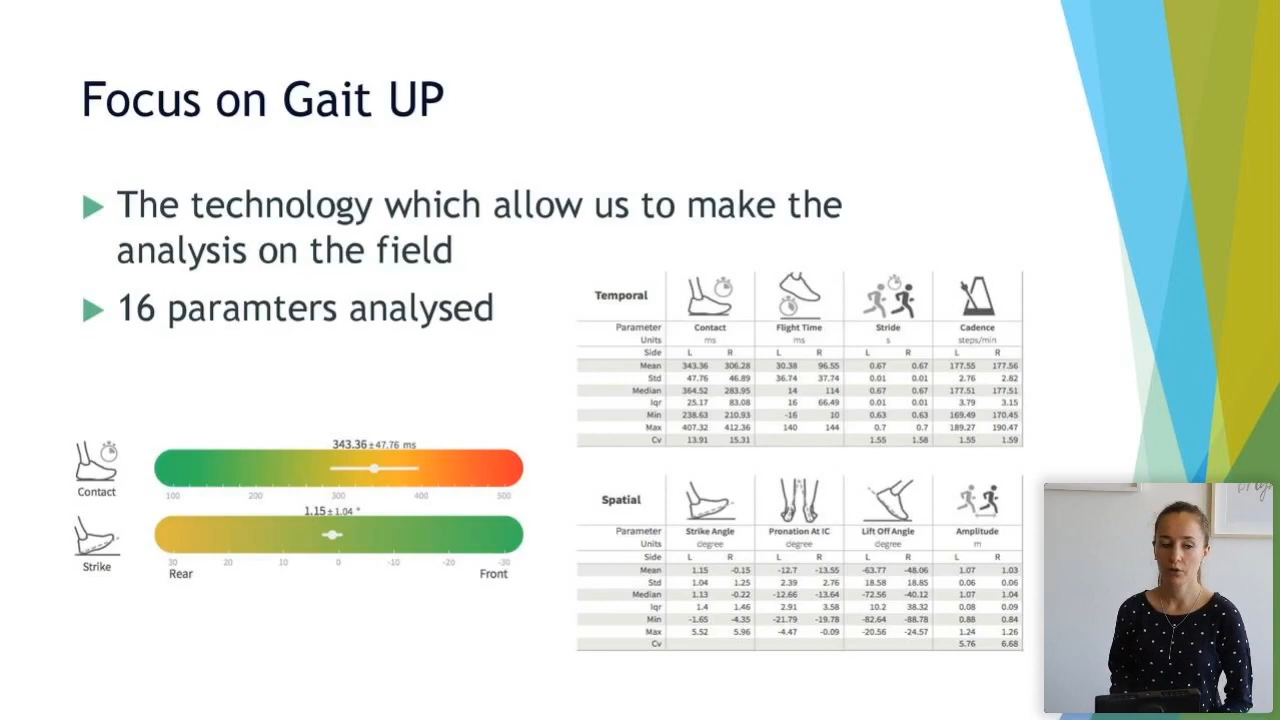 Focus on Gait UP
The technology which allow us to make the
analysis on the field
16 paramters analysed
Temporal
Parameter Contact Flight Time Stride Cadence
Units ms ms s steps/min
Side L R L R L R L R
Mean 343.36 306.28 30.38 96.55 0.67 0.67 177.55 177.56
Std 47.76 46.89 36.74 37.74 0.01 0.01 2.76 2.82
Median 364.52 283.95 14 114 0.67 0.67 177.51 177.51
Iqr 25.17 83.08 16 66.49 0.01 0.01 3.79 3.15
Min 238.63 210.93 -16 10 0.63 0.63 169.49 170.45
Max 407.32 412.36 140 144 0.7 0.7 189.27 190.47
Cv 13.91 15.31 1.55 1.58 1.55 1.59
343.36±47.76 ms
Contact
100 200 300 400 500
1.15±1.04 °
Strike
30 20 10 0 -10 -20 -30
Rear Front
Spatial
Parameter Strike Angle Pronation At IC Lift Off Angle Amplitude
Units degree degree degree m
Side L R L R L R L R
Mean 1.15 -0.15 -12.7 -13.55 -63.77 -48.06 1.07 1.03
Std 1.04 1.25 2.39 2.76 18.58 18.85 0.06 0.06
Median 1.13 -0.22 -12.66 -13.64 -72.56 -40.12 1.07 1.04
Iqr 1.4 1.46 2.91 3.58 10.2 38.32 0.08 0.09
Min -1.65 -4.35 -21.79 -19.78 -82.64 -88.78 0.88 0.84
Max 5.52 5.96 -4.47 -0.09 -20.56 -24.57 1.24 1.26
Cv 5.76 6.68